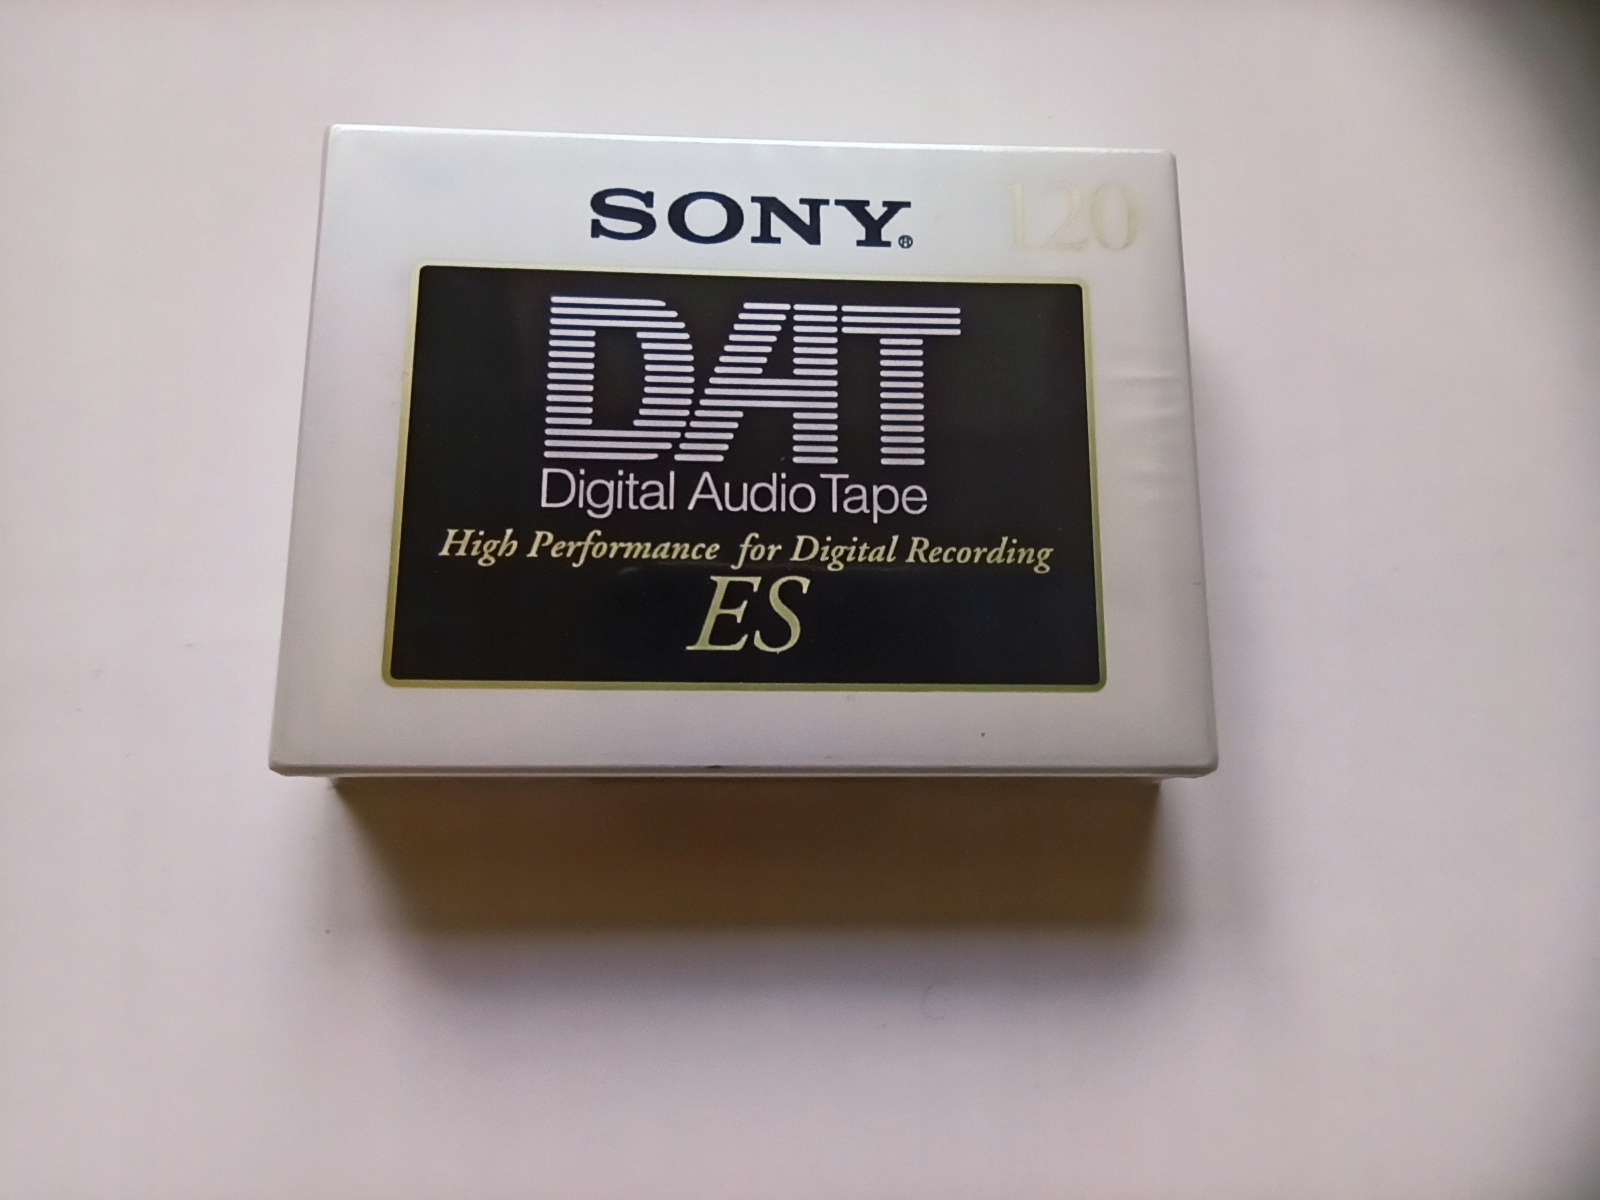 SONY® 120
DAT
Digital Audio Tape
High Performance for Digital Recording
ES